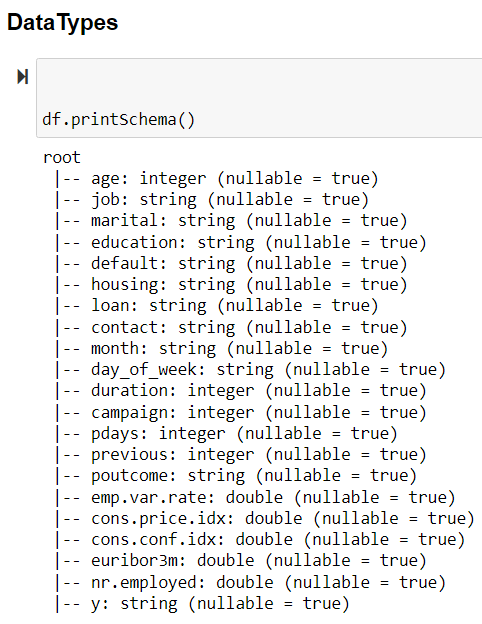 DataTypes
df.printSchema()
root
|-- age: integer (nullable = true)
|-- job: string (nullable = true)
|-- marital: string (nullable = true)
|-- education: string (nullable = true)
|-- default: string (nullable = true)
|-- housing: string (nullable = true)
|-- loan: string (nullable = true)
|-- contact: string (nullable = true)
|-- month: string (nullable = true)
|-- day_of_week: string (nullable = true)
|-- duration: integer (nullable = true)
|-- campaign: integer (nullable = true)
|-- pdays: integer (nullable = true)
|-- previous: integer (nullable = true)
|-- poutcome: string (nullable = true)
|-- emp.var.rate: double (nullable = true)
|-- cons.price.idx: double (nullable = true)
|-- cons.conf.idx: double (nullable = true)
|-- euribor3m: double (nullable = true)
|-- nr.employed: double (nullable = true)
|-- y: string (nullable = true)